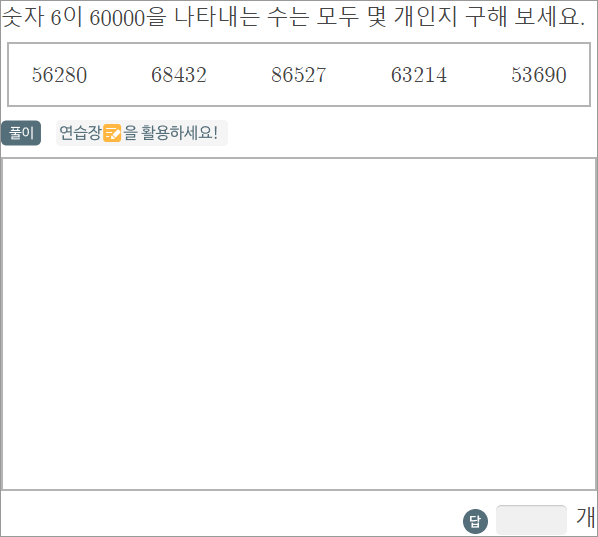 숫자 6이 60000을 나타내는 수는 모두 몇 개인지 구해 보세요.
56280 68432 86527 63214 53690
풀이 연습장을 활용하세요!
답 개